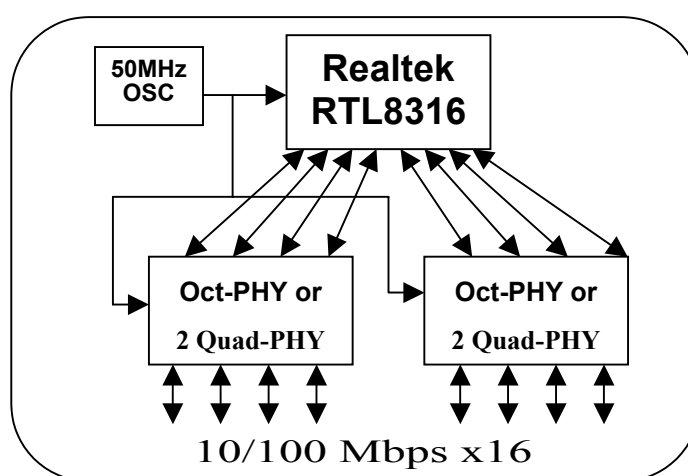 50MHz
OSC
Realtek
RTL8316
Oct-PHY or
2 Quad-PHY
Oct-PHY or
2 Quad-PHY
10/100 Mbps x16